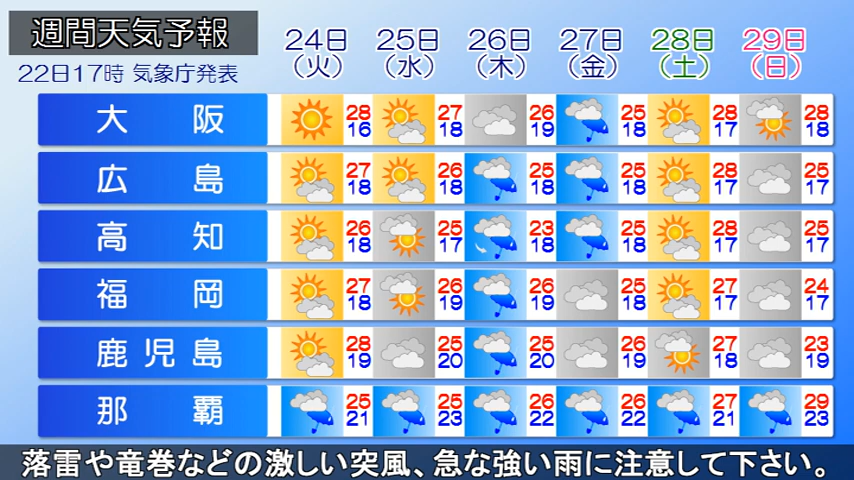 週間天気予報
22日17時 気象庁発表
24日 25日 26日 27日 28日 29日
(火) (水) (木) (金) (土) (日)
大阪 28 16 27 18 26 19 25 18 28 17 28 18
広島 27 18 26 18 25 18 25 18 28 17 25 17
高知 26 18 25 17 23 18 25 18 28 17 25 17
福岡 27 18 26 19 26 19 25 18 27 17 24 17
鹿児島 28 19 25 20 25 20 26 19 27 18 23 19
那覇 25 21 25 23 26 22 26 22 27 21 29 23
落雷や竜巻などの激しい突風、急な強い雨に注意して下さい。